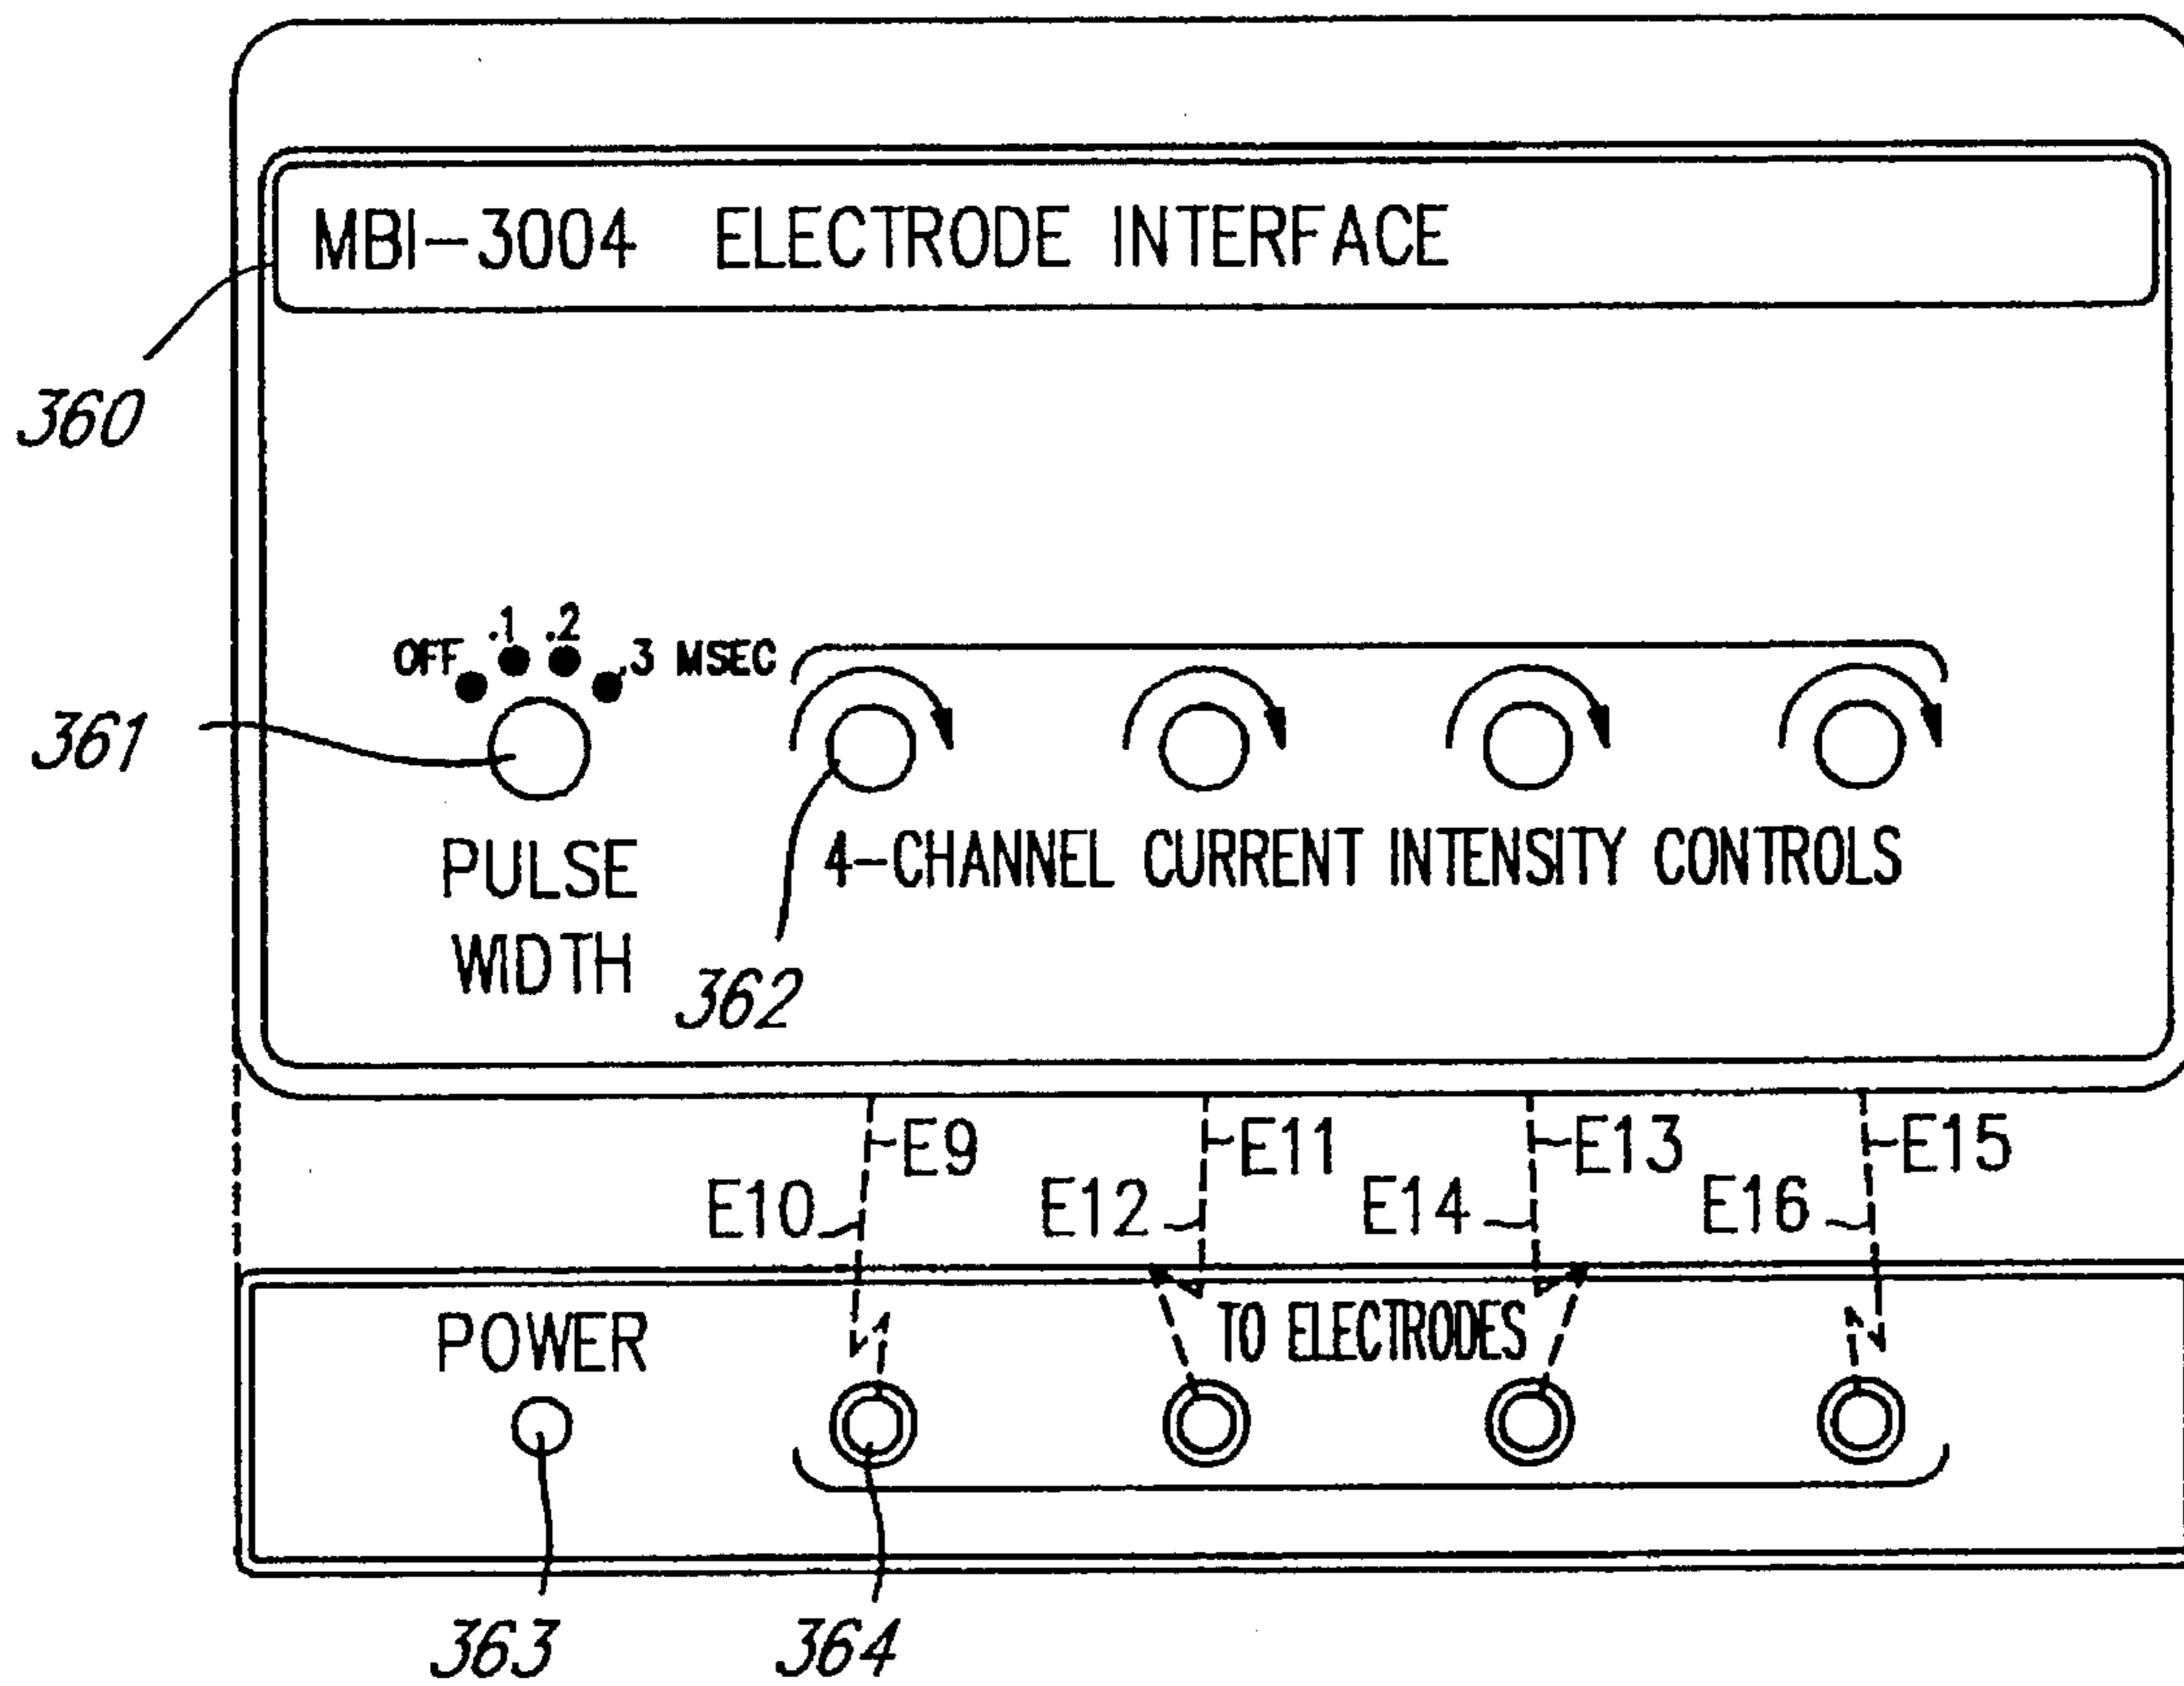 MBI-3004 ELECTRODE INTERFACE
360
.1 .2
OFF .3 MSEC
361
PULSE
WIDTH
4-CHANNEL CURRENT INTENSITY CONTROLS
362
E9 E11 E13 E15
E10 E12 E14 E16
POWER
TO ELECTRODES
363 364